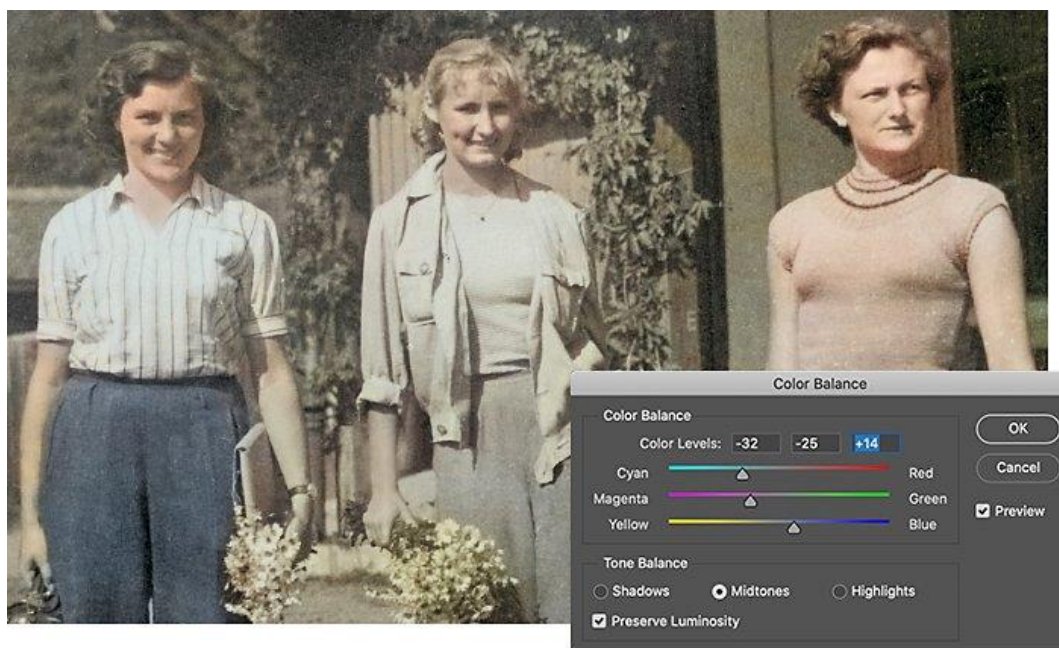 Color Balance
Color Balance
Color Levels: -32 -25 +14
Cyan Red
Magenta Green
Yellow Blue
Tone Balance
Shadows Midtones Highlights
Preserve Luminosity
OK
Cancel
Preview